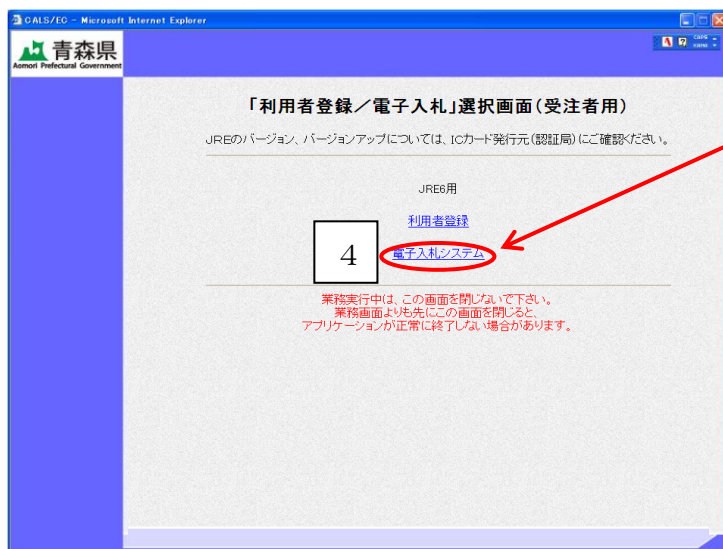 CALS/EC - Microsoft Internet Explorer
青森県
Aomori Prefectural Government
CAPS
KANA
「利用者登録／電子入札」選択画面(受注者用)
JREのバージョン、バージョンアップについては、ICカード発行元(認証局)にご確認ください。
JRE6用
利用者登録
4
電子入札システム
業務実行中は、この画面を閉じないで下さい。
業務画面よりも先にこの画面を閉じると、
アプリケーションが正常に終了しない場合があります。